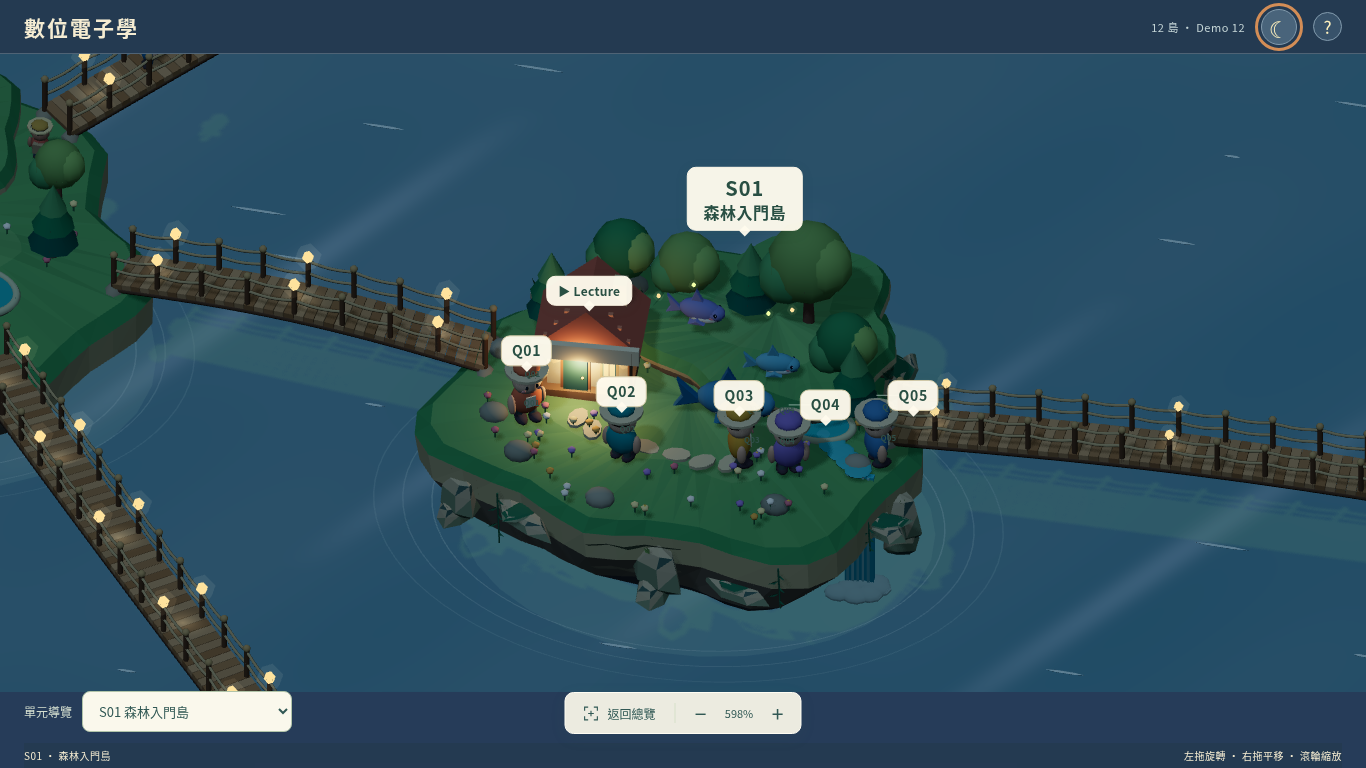 數位電子學
12 島 · Demo 12
?
S01
森林入門島
▶ Lecture
Q01
Q02
Q03
Q04
Q05
單元導覽
S01 森林入門島
返回總覽
− 598% +
S01 · 森林入門島
左拖旋轉 · 右拖平移 · 滾輪縮放